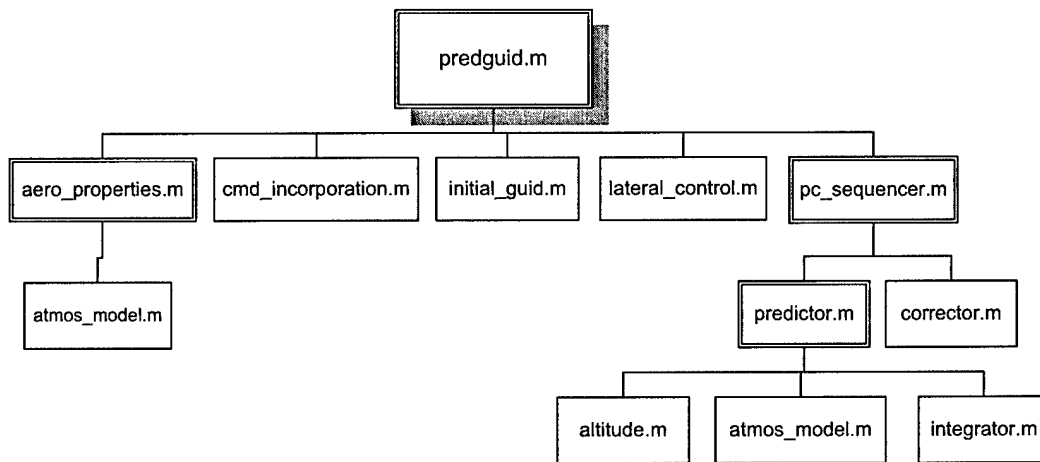 predguid.m
aero_properties.m
cmd_incorporation.m
initial_guid.m
lateral_control.m
pc_sequencer.m
atmos_model.m
predictor.m
corrector.m
altitude.m
atmos_model.m
integrator.m